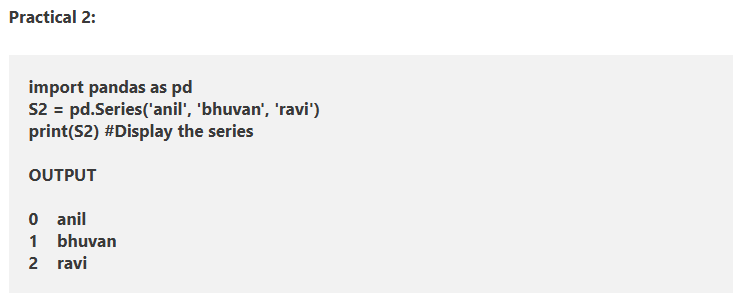 Practical 2:
import pandas as pd
S2 = pd.Series('anil', 'bhuvan', 'ravi')
print(S2) #Display the series
OUTPUT
0 anil
1 bhuvan
2 ravi